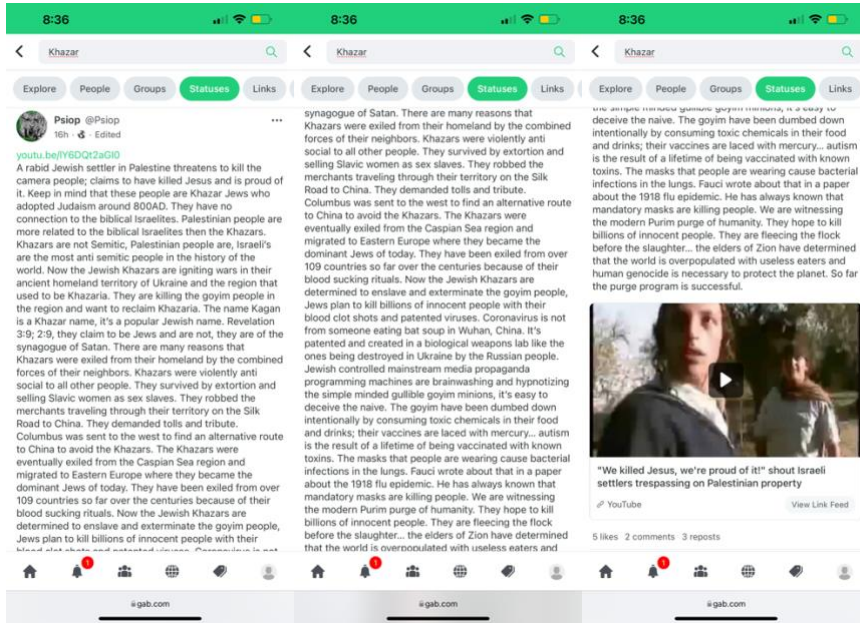 8:36
Khazar
Explore People Groups Statuses Links
Psiop @Psiop
16h · Edited
youtu.be/lY6DQt2aGI0
A rabid Jewish settler in Palestine threatens to kill the
camera people; claims to have killed Jesus and is proud of
it. Keep in mind that these people are Khazar Jews who
adopted Judaism around 800AD. They have no
connection to the biblical Israelites. Palestinian people are
more related to the biblical Israelites then the Khazars.
Khazars are not Semitic, Palestinian people are, Israeli's
are the most anti semitic people in the history of the
world. Now the Jewish Khazars are igniting wars in their
ancient homeland territory of Ukraine and the region that
used to be Khazaria. They are killing the goyim people in
the region and want to reclaim Khazaria. The name Kagan
is a Khazar name, it's a popular Jewish name. Revelation
3:9; 2:9, they claim to be Jews and are not, they are of the
synagogue of Satan. There are many reasons that
Khazars were exiled from their homeland by the combined
forces of their neighbors. Khazars were violently anti
social to all other people. They survived by extortion and
selling Slavic women as sex slaves. They robbed the
merchants traveling through their territory on the Silk
Road to China. They demanded tolls and tribute.
Columbus was sent to the west to find an alternative route
to China to avoid the Khazars. The Khazars were
eventually exiled from the Caspian Sea region and
migrated to Eastern Europe where they became the
dominant Jews of today. They have been exiled from over
109 countries so far over the centuries because of their
blood sucking rituals. Now the Jewish Khazars are
determined to enslave and exterminate the goyim people,
Jews plan to kill billions of innocent people with their
1
gab.com
8:36
Khazar
Explore People Groups Statuses Links
synagogue of Satan. There are many reasons that
Khazars were exiled from their homeland by the combined
forces of their neighbors. Khazars were violently anti
social to all other people. They survived by extortion and
selling Slavic women as sex slaves. They robbed the
merchants traveling through their territory on the Silk
Road to China. They demanded tolls and tribute.
Columbus was sent to the west to find an alternative route
to China to avoid the Khazars. The Khazars were
eventually exiled from the Caspian Sea region and
migrated to Eastern Europe where they became the
dominant Jews of today. They have been exiled from over
109 countries so far over the centuries because of their
blood sucking rituals. Now the Jewish Khazars are
determined to enslave and exterminate the goyim people,
Jews plan to kill billions of innocent people with their
blood clot shots and patented viruses. Coronavirus is not
from someone eating bat soup in Wuhan, China. It's
patented and created in a biological weapons lab like the
ones being destroyed in Ukraine by the Russian people.
Jewish controlled mainstream media propaganda
programming machines are brainwashing and hypnotizing
the simple minded gullible goyim minions, it's easy to
deceive the naive. The goyim have been dumbed down
intentionally by consuming toxic chemicals in their food
and drinks; their vaccines are laced with mercury... autism
is the result of a lifetime of being vaccinated with known
toxins. The masks that people are wearing cause bacterial
infections in the lungs. Fauci wrote about that in a paper
about the 1918 flu epidemic. He has always known that
mandatory masks are killing people. We are witnessing
the modern Purim purge of humanity. They hope to kill
billions of innocent people. They are fleecing the flock
before the slaughter... the elders of Zion have determined
that the world is overpopulated with useless eaters and
1
gab.com
8:36
Khazar
Explore People Groups Statuses Links
the simple minded gullible goyim minions, it's easy to
deceive the naive. The goyim have been dumbed down
intentionally by consuming toxic chemicals in their food
and drinks; their vaccines are laced with mercury... autism
is the result of a lifetime of being vaccinated with known
toxins. The masks that people are wearing cause bacterial
infections in the lungs. Fauci wrote about that in a paper
about the 1918 flu epidemic. He has always known that
mandatory masks are killing people. We are witnessing
the modern Purim purge of humanity. They hope to kill
billions of innocent people. They are fleecing the flock
before the slaughter... the elders of Zion have determined
that the world is overpopulated with useless eaters and
human genocide is necessary to protect the planet. So far
the purge program is successful.
"We killed Jesus, we're proud of it!" shout Israeli
settlers trespassing on Palestinian property
YouTube View Link Feed
5 likes 2 comments 3 reposts
1
gab.com